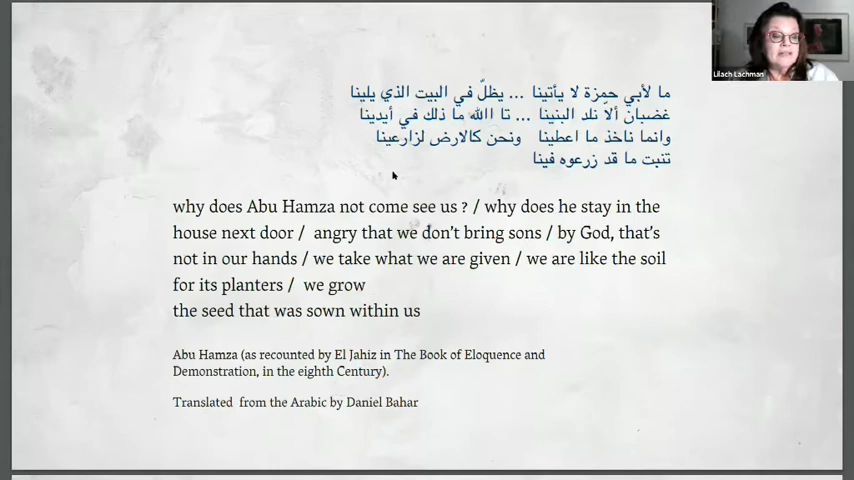 Lilach Lachman
ما لأبي حمزة لا يأتينا ... يظلّ في البيت الذي يلينا
غضبان ألاّ نلد البنينا ... تا الله ما ذلك في أيدينا
وانما ناخذ ما اعطينا ونحن كالارض لزارعينا
تنبت ما قد زرعوه فينا
why does Abu Hamza not come see us ? / why does he stay in the
house next door / angry that we don’t bring sons / by God, that’s
not in our hands / we take what we are given / we are like the soil
for its planters / we grow
the seed that was sown within us
Abu Hamza (as recounted by El Jahiz in The Book of Eloquence and
Demonstration, in the eighth Century).
Translated from the Arabic by Daniel Bahar